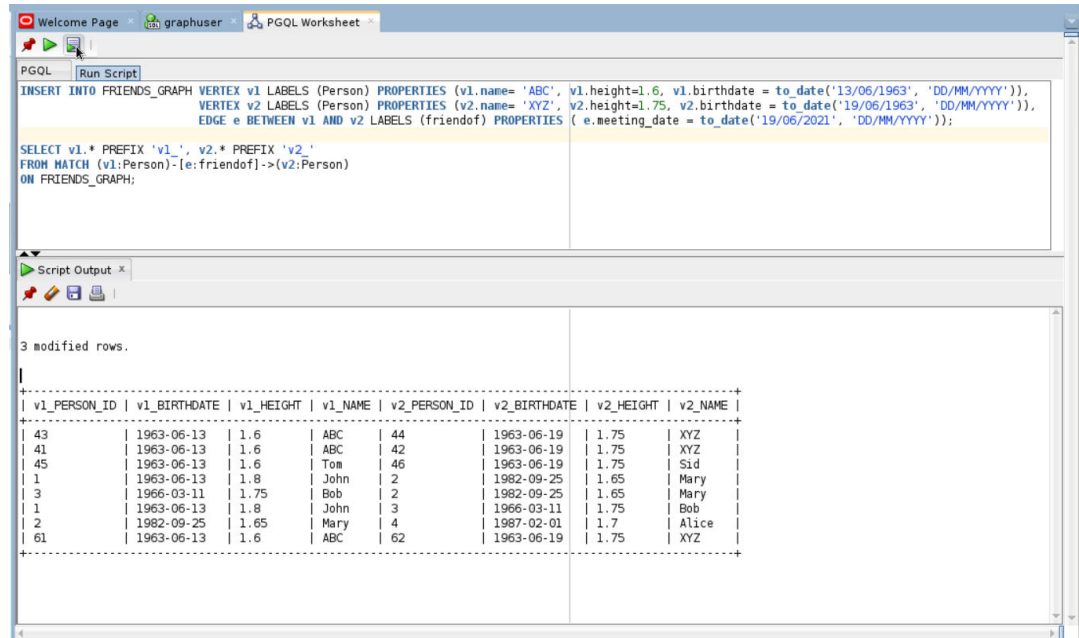 Welcome Page × graphuser × PGQL Worksheet ×
PGQL Run Script
INSERT INTO FRIENDS_GRAPH VERTEX v1 LABELS (Person) PROPERTIES (v1.name= 'ABC', v1.height=1.6, v1.birthdate = to_date('13/06/1963', 'DD/MM/YYYY')),
VERTEX v2 LABELS (Person) PROPERTIES (v2.name= 'XYZ', v2.height=1.75, v2.birthdate = to_date('19/06/1963', 'DD/MM/YYYY')),
EDGE e BETWEEN v1 AND v2 LABELS (friendof) PROPERTIES ( e.meeting_date = to_date('19/06/2021', 'DD/MM/YYYY'));
SELECT v1.* PREFIX 'v1_', v2.* PREFIX 'v2_'
FROM MATCH (v1:Person)-[e:friendof]->(v2:Person)
ON FRIENDS_GRAPH;
Script Output ×
3 modified rows.
+---------------------------------------------------------------------------------------------------+
| v1_PERSON_ID | v1_BIRTHDATE | v1_HEIGHT | v1_NAME | v2_PERSON_ID | v2_BIRTHDATE | v2_HEIGHT | v2_NAME |
+---------------------------------------------------------------------------------------------------+
| 43 | 1963-06-13 | 1.6 | ABC | 44 | 1963-06-19 | 1.75 | XYZ |
| 41 | 1963-06-13 | 1.6 | ABC | 42 | 1963-06-19 | 1.75 | XYZ |
| 45 | 1963-06-13 | 1.6 | Tom | 46 | 1963-06-19 | 1.75 | Sid |
| 1 | 1963-06-13 | 1.8 | John | 2 | 1982-09-25 | 1.65 | Mary |
| 3 | 1966-03-11 | 1.75 | Bob | 2 | 1982-09-25 | 1.65 | Mary |
| 1 | 1963-06-13 | 1.8 | John | 3 | 1966-03-11 | 1.75 | Bob |
| 2 | 1982-09-25 | 1.65 | Mary | 4 | 1987-02-01 | 1.7 | Alice |
| 61 | 1963-06-13 | 1.6 | ABC | 62 | 1963-06-19 | 1.75 | XYZ |
+---------------------------------------------------------------------------------------------------+